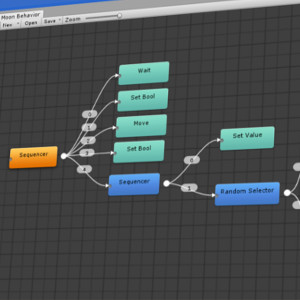 Moon Behavior
New Open Save Zoom
Wait
0
Set Bool
1
Move
2
Set Bool
3
Sequencer
4
Sequencer
0
Set Value
1
Random Selector